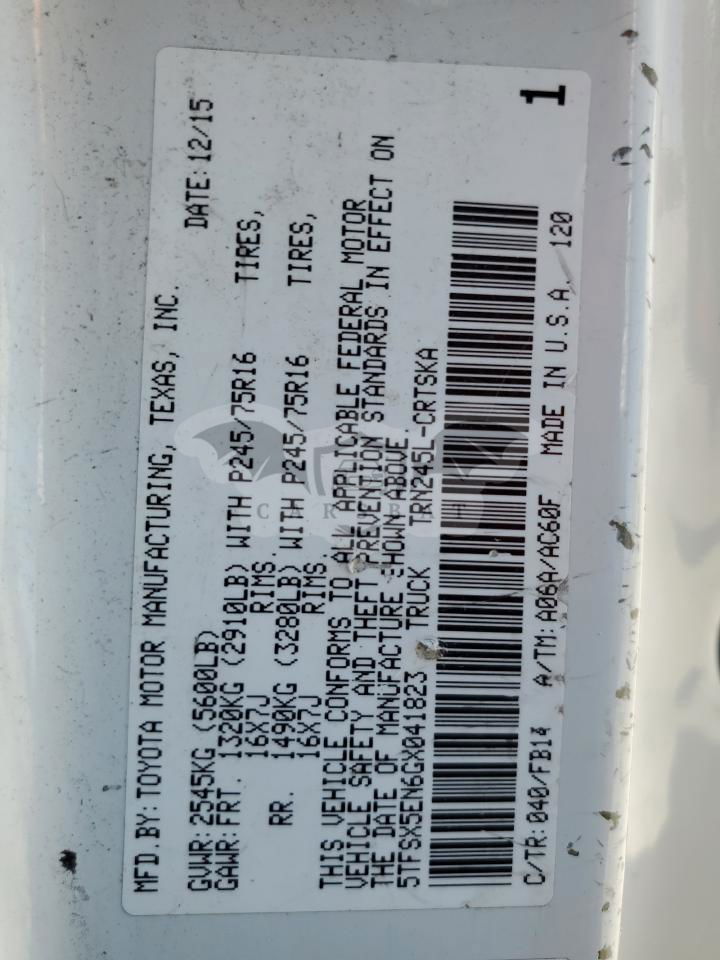 MFD.BY: TOYOTA MOTOR MANUFACTURING, TEXAS, INC.
DATE: 12/15
GVWR: 2545KG (5600LB)
GAWR: FRT. 1320KG (2910LB) WITH P245/75R16 TIRES,
16X7J RIMS.
RR. 1490KG (3280LB) WITH P245/75R16 TIRES,
16X7J RIMS
THIS VEHICLE CONFORMS TO ALL APPLICABLE FEDERAL MOTOR
VEHICLE SAFETY AND THEFT PREVENTION STANDARDS IN EFFECT ON
THE DATE OF MANUFACTURE SHOWN ABOVE.
5TFSX5EN6GX041823 TRUCK TRN245L-CRTSKA
C/TR: 040/FB14 A/TM: A06A/AC60F MADE IN U.S.A. 120
1
CARSBAT